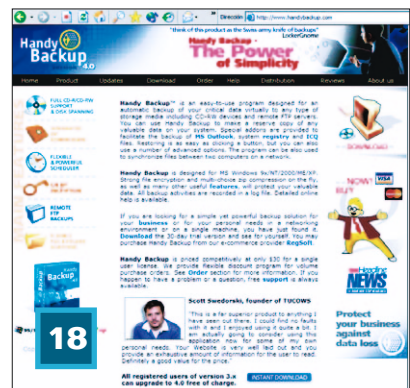 Dirección http://www.handybackup.com
"think of this product as the Swiss army knife of backups"
LockerGnome
Handy Backup 4.0
Handy Backup
The Power
of Simplicity
Home Product Updates Download Order Help Distribution Reviews About us
FULL CD-R/CD-RW
SUPPORT
& DISK SPANNING
FLEXIBLE
& POWERFUL
SCHEDULER
REMOTE
FTP
BACKUPS
Handy Backup™ is an easy-to-use program designed for an
automatic backup of your critical data virtually to any type of
storage media including CD-RW devices and remote FTP servers.
You can use Handy Backup to make a reserve copy of any
valuable data on your system. Special addons are provided to
facilitate the backup of MS Outlook, system registry and ICQ
files. Restoring is as easy as clicking a button, but you can also
use a number of advanced options. The program can be also used
to synchronize files between two computers on a network.
Handy Backup is designed for MS Windows 9x/NT/2000/ME/XP.
Strong file encryption and multi-choice zip compression on the fly,
as well as many other useful features, will protect your valuable
data. All backup activities are recorded in a log file. Detailed online
help is available.
If you are looking for a simple yet powerful backup solution for
your business or for your personal needs in a networking
environment or on a single machine, you have just found it.
Download the 30-day trial version and see for yourself. You may
purchase Handy Backup from our e-commerce provider RegSoft.
Handy Backup is priced competitively at only $30 for a single
user license. We provide flexible discount program for volume
purchase orders. See Order section for more information. If you
happen to have a problem or a question, free support is always
available.
Scott Swedorski, founder of TUCOWS
"This is a far superior product to anything I
have seen out there. I could find no faults
with it and I enjoyed using it quite a bit. I
am actually going to consider using this
application now for some of my own
personal needs. Your Website is very well laid out and you
provide an exhaustive amount of information for the user to read.
Definitely a good value for the price."
All registered users of version 3.x
can upgrade to 4.0 free of charge.
INSTANT DOWNLOAD
DOWNLOAD
NOW!
BUY
VISA
NEWS
Protect
your business
against
data loss
Handy
Backup
18